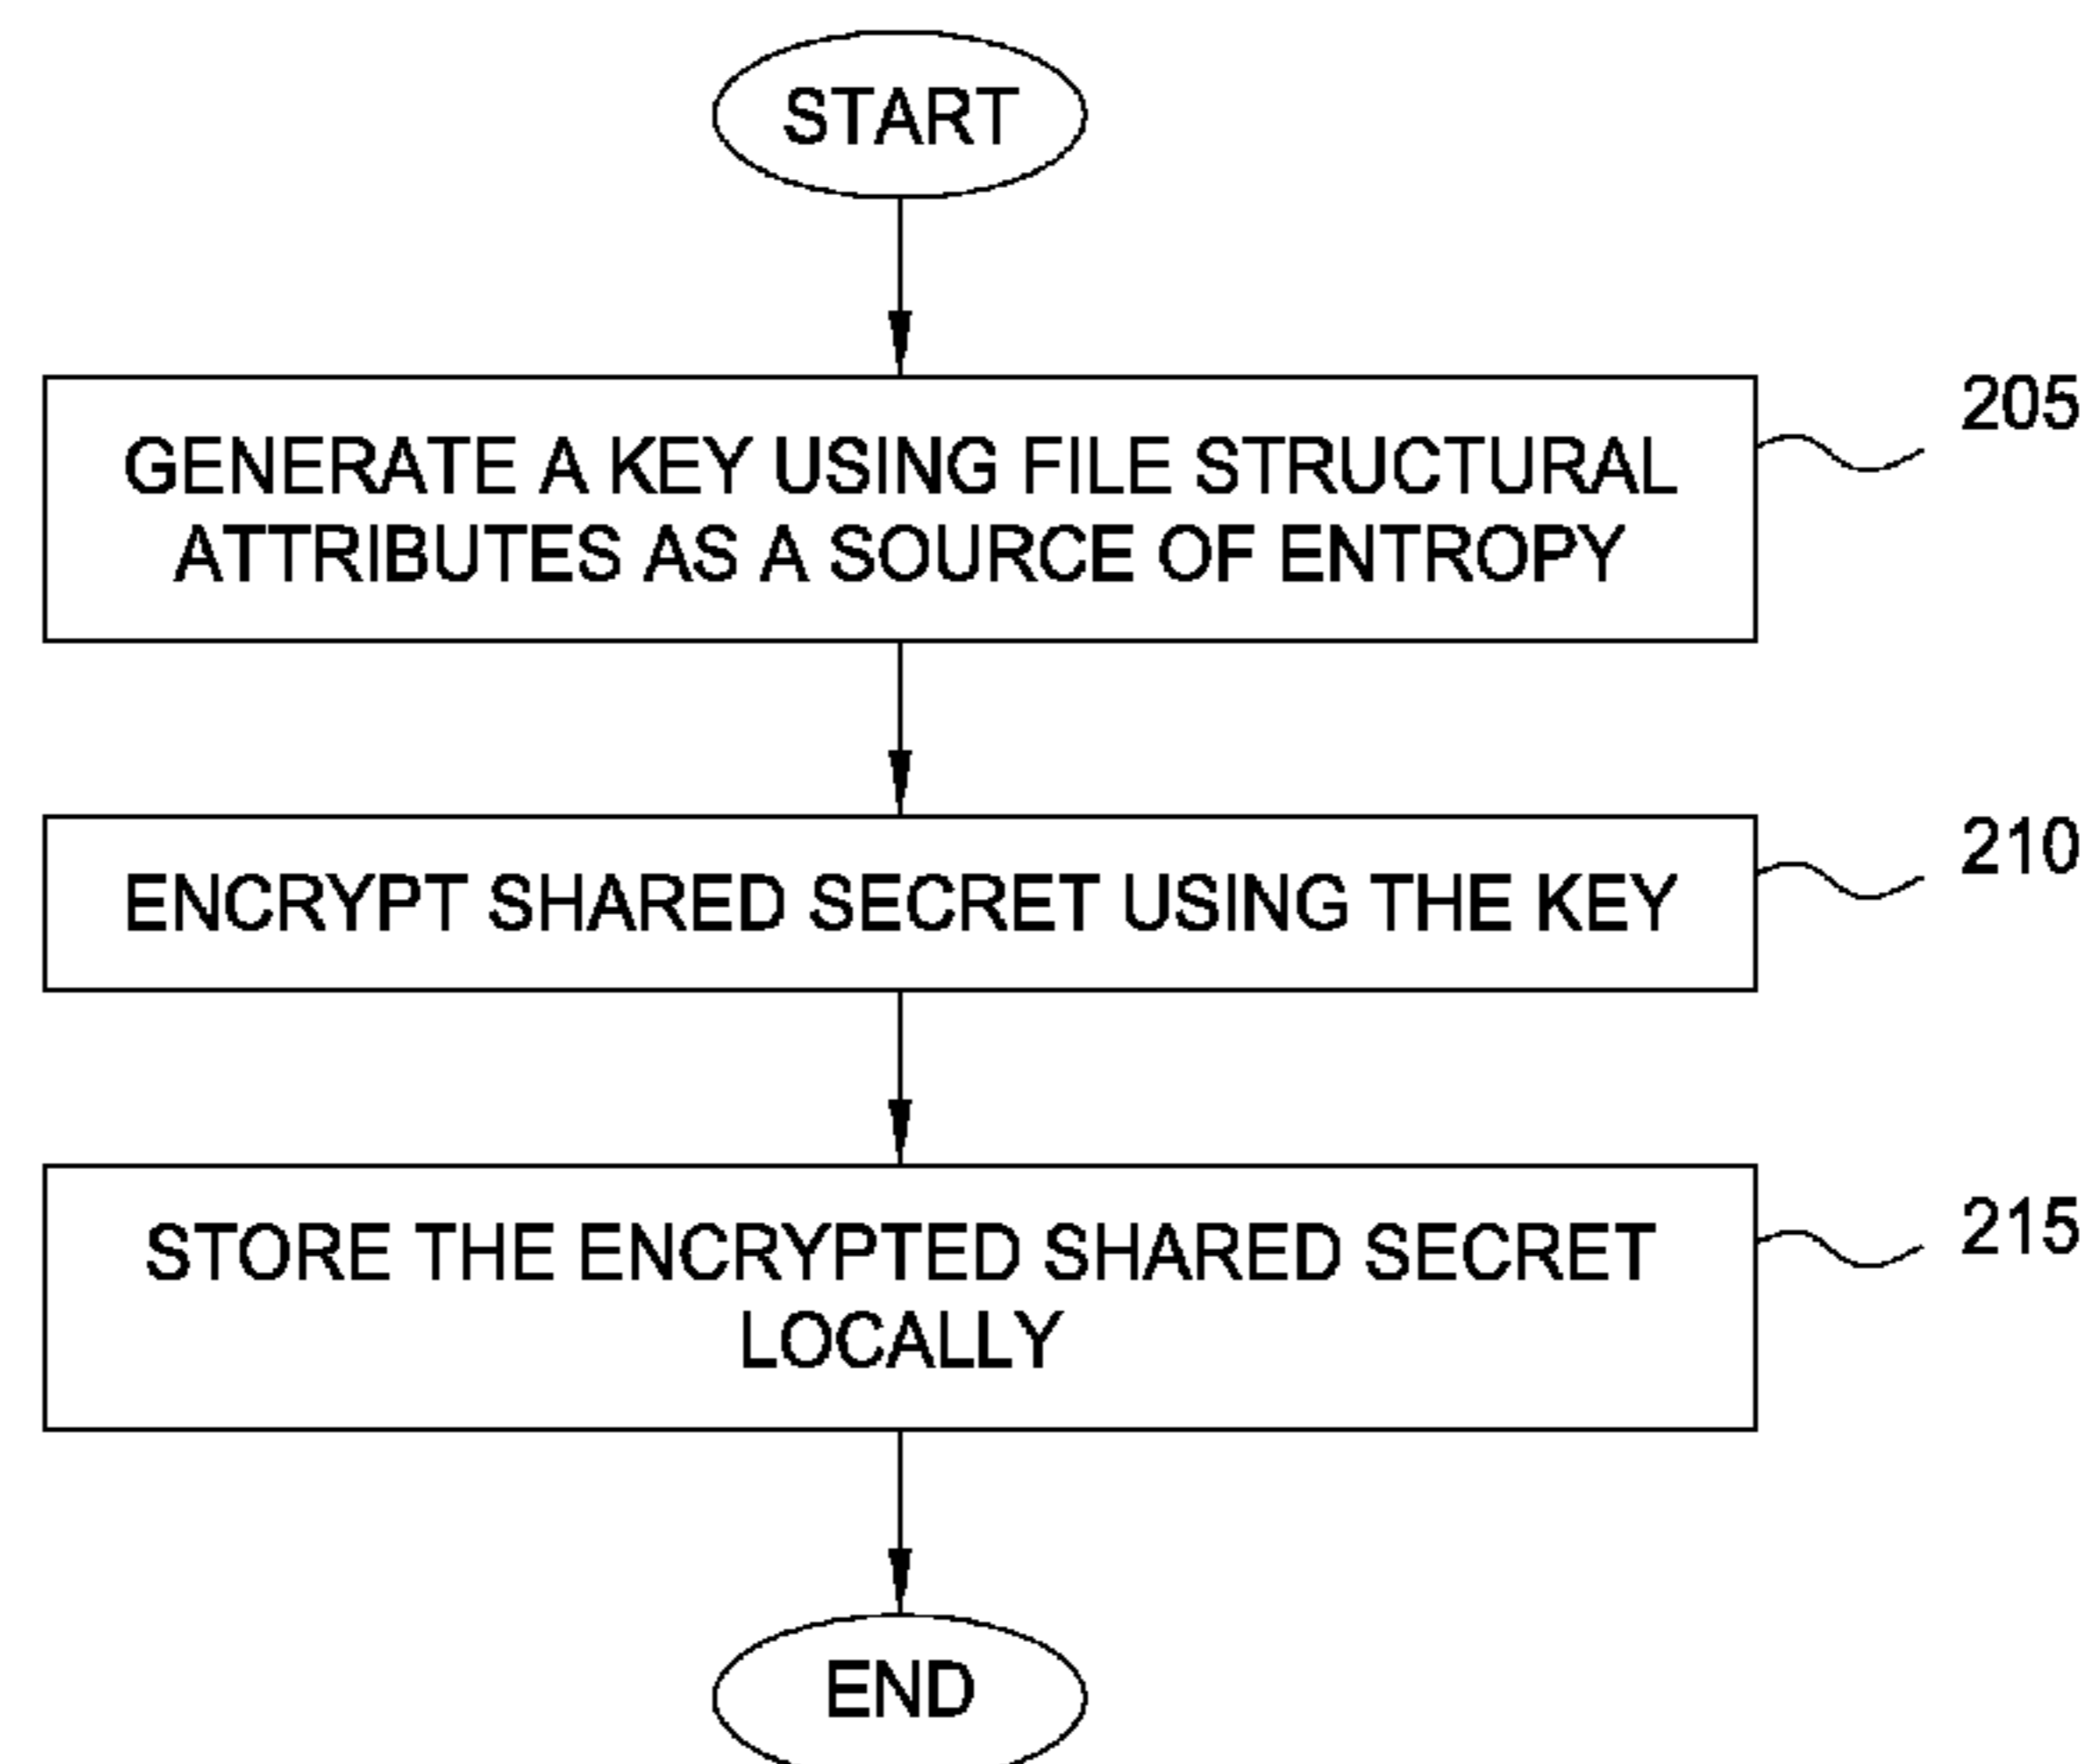 START
GENERATE A KEY USING FILE STRUCTURAL
ATTRIBUTES AS A SOURCE OF ENTROPY
205
ENCRYPT SHARED SECRET USING THE KEY
210
STORE THE ENCRYPTED SHARED SECRET
LOCALLY
215
END